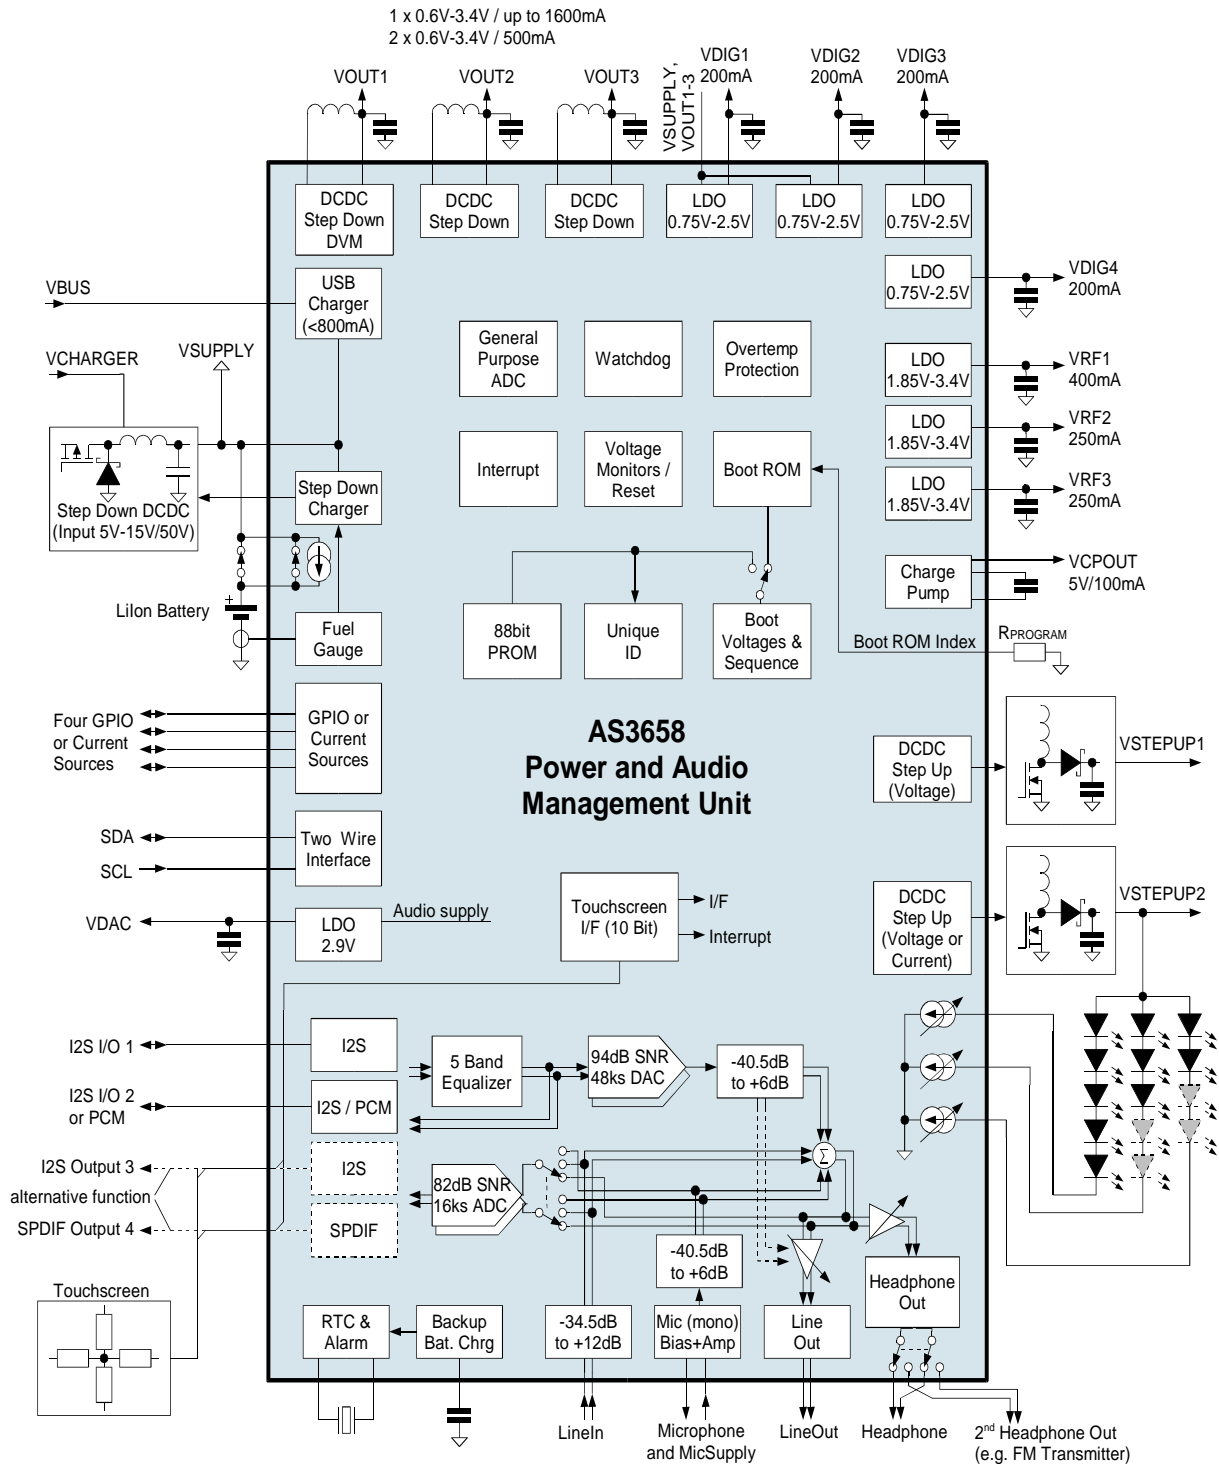 1 x 0.6V-3.4V / up to 1600mA
2 x 0.6V-3.4V / 500mA
VOUT1
VOUT2
VOUT3
VSUPPLY,
VOUT1-3
VDIG1
200mA
VDIG2
200mA
VDIG3
200mA
DCDC
Step Down
DVM
DCDC
Step Down
DCDC
Step Down
LDO
0.75V-2.5V
LDO
0.75V-2.5V
LDO
0.75V-2.5V
LDO
0.75V-2.5V
VDIG4
200mA
VBUS
USB
Charger
(<800mA)
VCHARGER
VSUPPLY
General
Purpose
ADC
Watchdog
Overtemp
Protection
LDO
1.85V-3.4V
VRF1
400mA
LDO
1.85V-3.4V
VRF2
250mA
Interrupt
Voltage
Monitors /
Reset
Boot ROM
LDO
1.85V-3.4V
VRF3
250mA
Step Down DCDC
(Input 5V-15V/50V)
Step Down
Charger
Charge
Pump
VCPOUT
5V/100mA
+
LiIon Battery
Fuel
Gauge
88bit
PROM
Unique
ID
Boot
Voltages &
Sequence
Boot ROM Index
RPROGRAM
Four GPIO
or Current
Sources
GPIO or
Current
Sources
AS3658
Power and Audio
Management Unit
DCDC
Step Up
(Voltage)
VSTEPUP1
SDA
SCL
Two Wire
Interface
VDAC
LDO
2.9V
Audio supply
Touchscreen
I/F (10 Bit)
I/F
Interrupt
DCDC
Step Up
(Voltage or
Current)
VSTEPUP2
I2S I/O 1
I2S
5 Band
Equalizer
94dB SNR
48ks DAC
-40.5dB
to +6dB
I2S I/O 2
or PCM
I2S / PCM
I2S Output 3
alternative function
SPDIF Output 4
I2S
SPDIF
82dB SNR
16ks ADC
Σ
-40.5dB
to +6dB
Headphone
Out
Touchscreen
RTC &
Alarm
Backup
Bat. Chrg
-34.5dB
to +12dB
Mic (mono)
Bias+Amp
Line
Out
LineIn
Microphone
and MicSupply
LineOut
Headphone
2nd Headphone Out
(e.g. FM Transmitter)